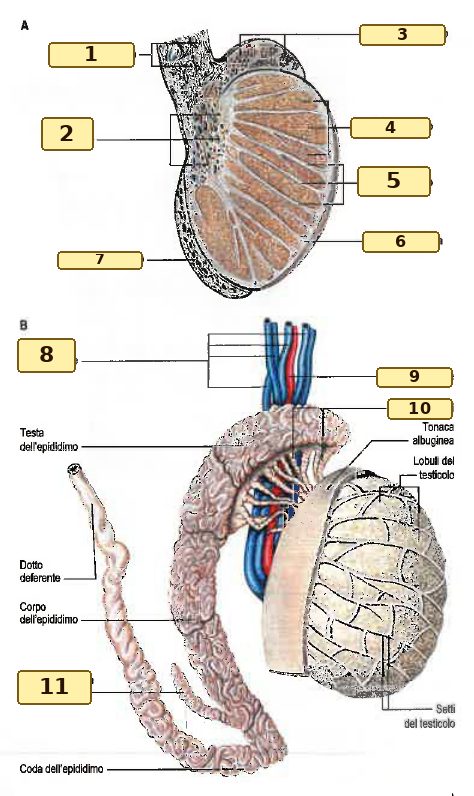 A
1
3
2
4
5
6
7
B
8
9
10
Testa
dell'epididimo
Tonaca
albuginea
Lobuli del
testicolo
Dotto
deferente
Corpo
dell'epididimo
11
Setti
del testicolo
Coda dell'epididimo